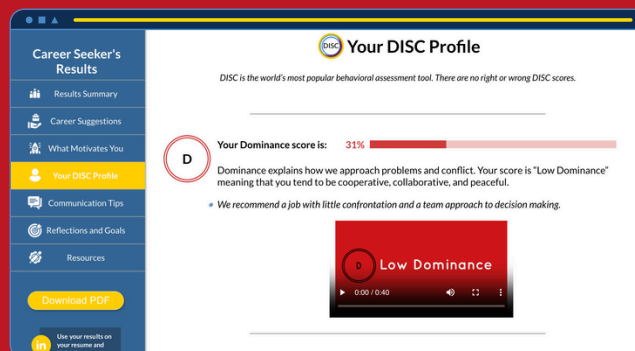 Career Seeker's
Results
Results Summary
Career Suggestions
What Motivates You
Your DISC Profile
Communication Tips
Reflections and Goals
Resources
Download PDF
in
Use your results on
your resume and
DISC
Your DISC Profile
DISC is the world's most popular behavioral assessment tool. There are no right or wrong DISC scores.
D
Your Dominance score is: 31%
Dominance explains how we approach problems and conflict. Your score is "Low Dominance"
meaning that you tend to be cooperative, collaborative, and peaceful.
We recommend a job with little confrontation and a team approach to decision making.
D Low Dominance
0:00 / 0:40